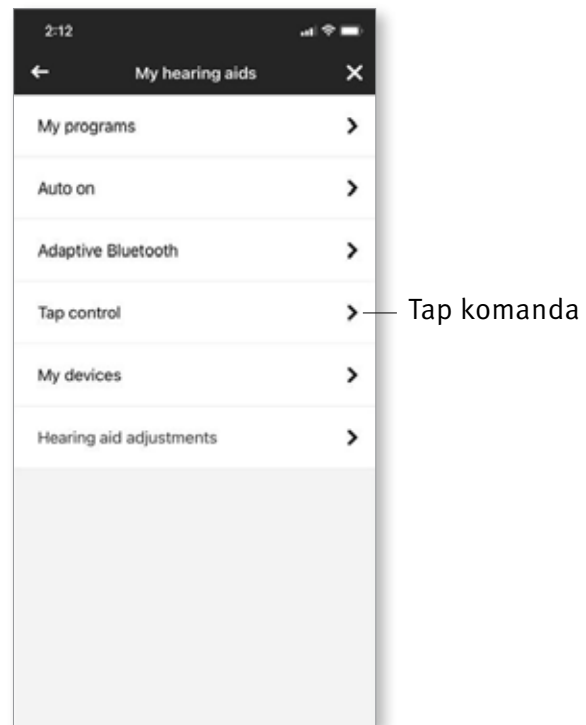 2:12
My hearing aids
My programs
Auto on
Adaptive Bluetooth
Tap control
Tap komanda
My devices
Hearing aid adjustments